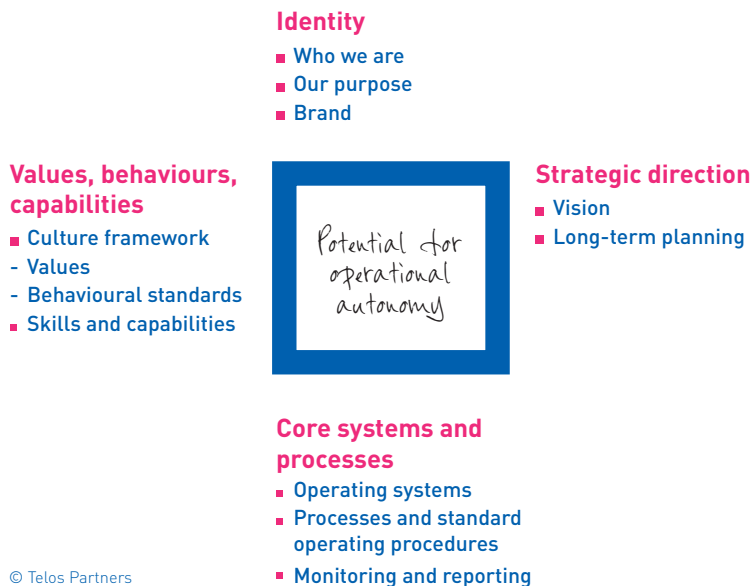 Identity
Who we are
Our purpose
Brand
Values, behaviours,
capabilities
Culture framework
- Values
- Behavioural standards
Skills and capabilities
Potential for
operational
autonomy
Strategic direction
Vision
Long-term planning
Core systems and
processes
Operating systems
Processes and standard
operating procedures
Monitoring and reporting
© Telos Partners